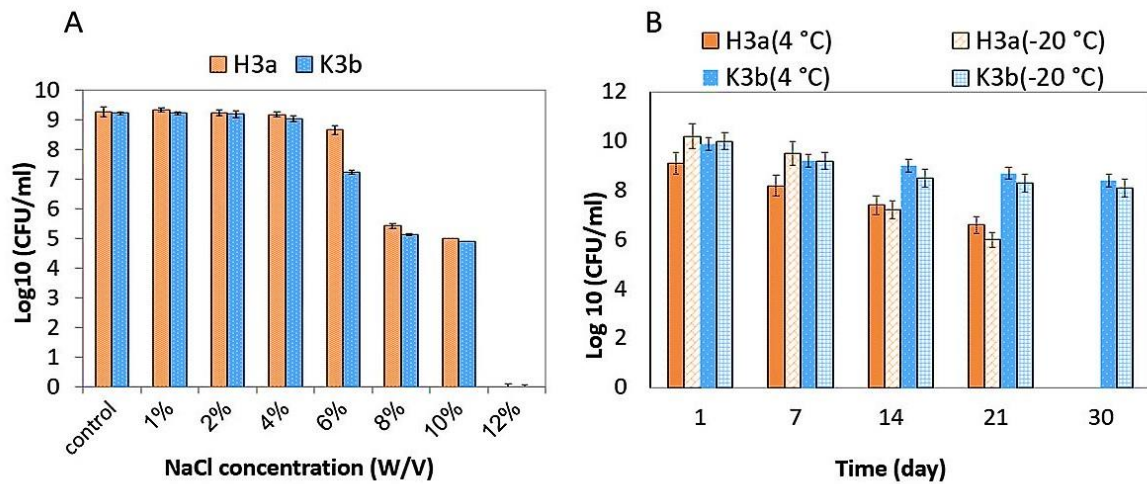 A
H3a K3b
Log10 (CFU/ml)
10
9
8
7
6
5
4
3
2
1
0
control 1% 2% 4% 6% 8% 10% 12%
NaCl concentration (W/V)
B
H3a(4 °C) H3a(-20 °C)
K3b(4 °C) K3b(-20 °C)
Log 10 (CFU/ml)
12
10
8
6
4
2
0
1 7 14 21 30
Time (day)